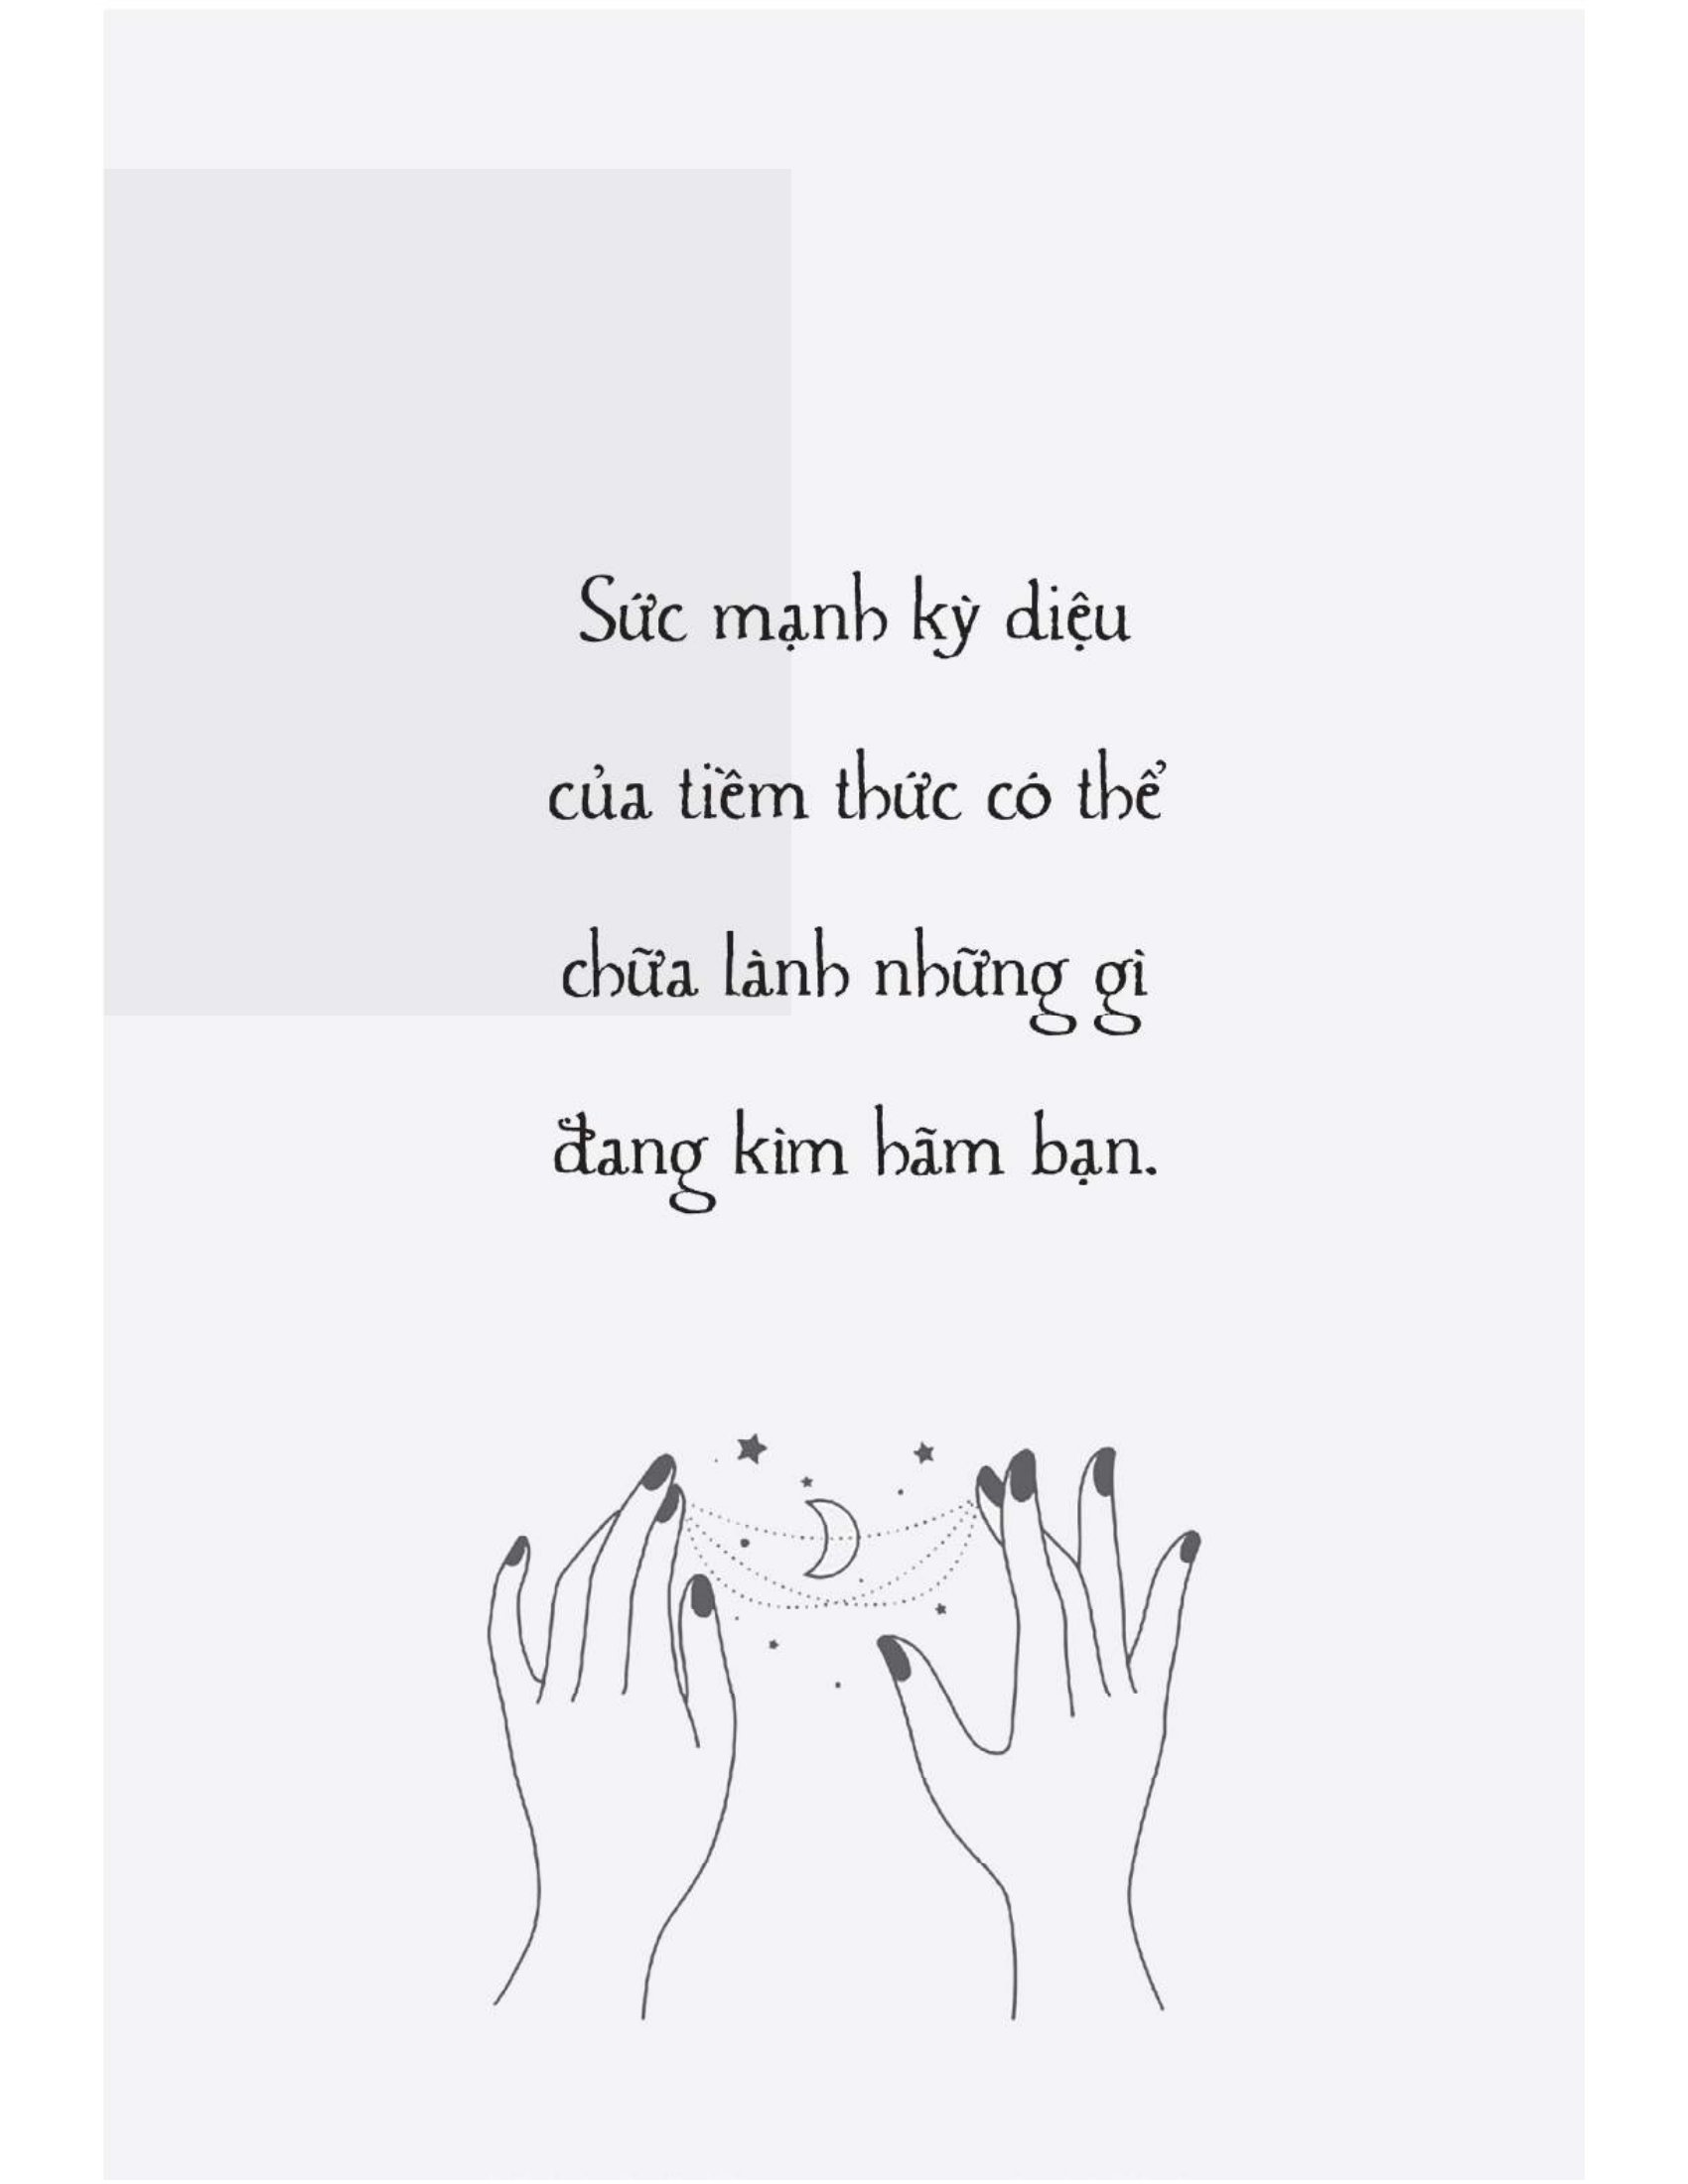 Sức mạnh kỳ diệu
của tiềm thức có thể
chữa lành những gì
đang kìm hãm bạn.